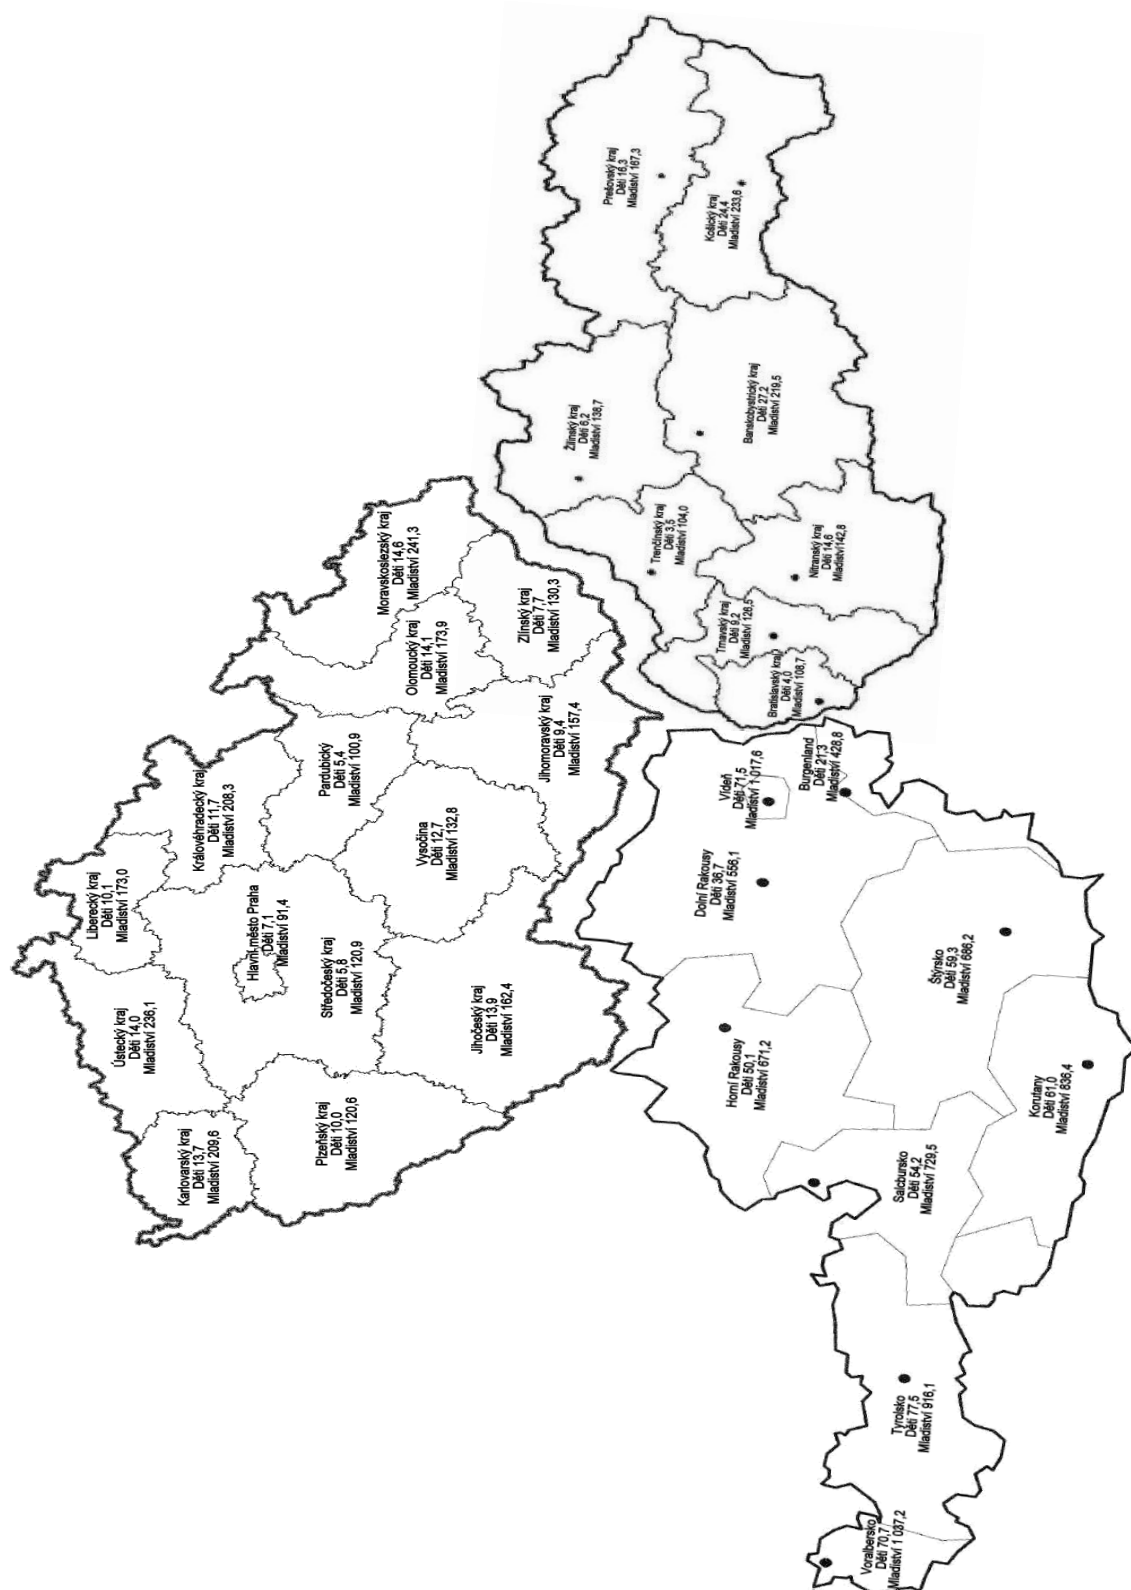 Liberecký kraj
Děti 10,1
Mladiství 173,0
Ústecký kraj
Děti 14,0
Mladiství 236,1
Karlovarský kraj
Děti 13,7
Mladiství 209,6
Královéhradecký kraj
Děti 11,7
Mladiství 208,3
Hlavní město Praha
Děti 7,1
Mladiství 91,4
Středočeský kraj
Děti 5,8
Mladiství 120,9
Plzeňský kraj
Děti 10,0
Mladiství 120,6
Pardubický
Děti 5,4
Mladiství 100,9
Moravskoslezský kraj
Děti 14,6
Mladiství 241,3
Olomoucký kraj
Děti 14,1
Mladiství 173,9
Vysočina
Děti 12,7
Mladiství 132,8
Jihočeský kraj
Děti 13,9
Mladiství 162,4
Zlínský kraj
Děti 7,7
Mladiství 130,3
Jihomoravský kraj
Děti 9,4
Mladiství 157,4
Prešovský kraj
Děti 16,3
Mladiství 167,3
Košický kraj
Děti 24,4
Mladiství 233,6
Žilinský kraj
Děti 6,2
Mladiství 138,7
Banskobystrický kraj
Děti 27,2
Mladiství 219,5
Trenčínský kraj
Děti 3,5
Mladiství 104,0
Nitranský kraj
Děti 14,6
Mladiství142,8
Trnavský kraj
Děti 9,2
Mladiství 126,5
Bratislavský kraj
Děti 4,0
Mladiství 108,7
Vídeň
Děti 71,5
Mladiství 1 017,6
Burgenland
Děti 21,3
Mladiství 428,8
Dolní Rakousy
Děti 36,7
Mladiství 556,1
Horní Rakousy
Děti 50,1
Mladiství 671,2
Štýrsko
Děti 59,3
Mladiství 686,2
Salcbursko
Děti 54,2
Mladiství 729,5
Korutany
Děti 61,0
Mladiství 836,4
Tyrolsko
Děti 77,5
Mladiství 916,1
Voralbersko
Děti 70,7
Mladiství 1 037,2